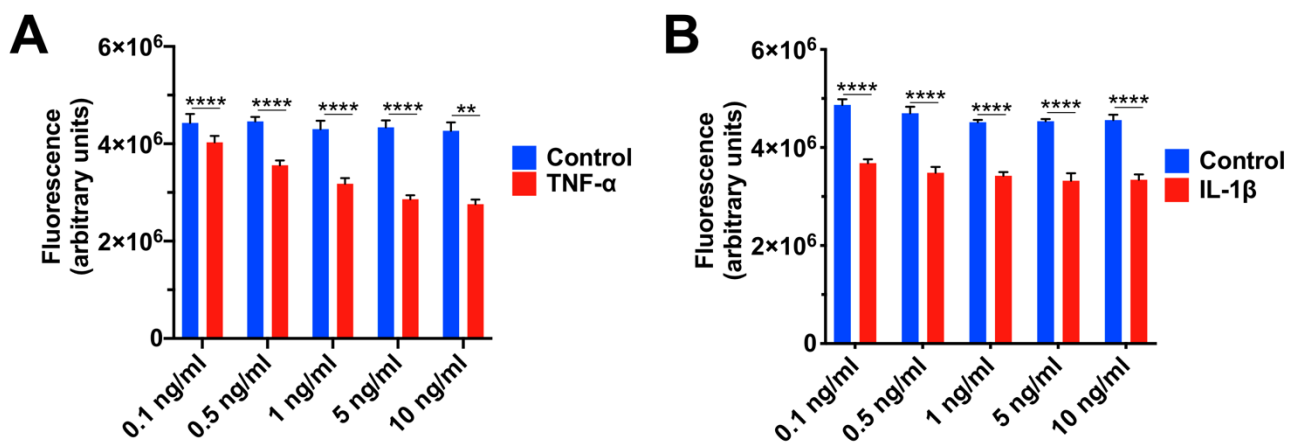 A
Fluorescence
(arbitrary units)
6×10⁶
4×10⁶
2×10⁶
0
****
****
****
****
**
0.1 ng/ml
0.5 ng/ml
1 ng/ml
5 ng/ml
10 ng/ml
Control
TNF-α
B
Fluorescence
(arbitrary units)
6×10⁶
4×10⁶
2×10⁶
0
****
****
****
****
****
0.1 ng/ml
0.5 ng/ml
1 ng/ml
5 ng/ml
10 ng/ml
Control
IL-1β